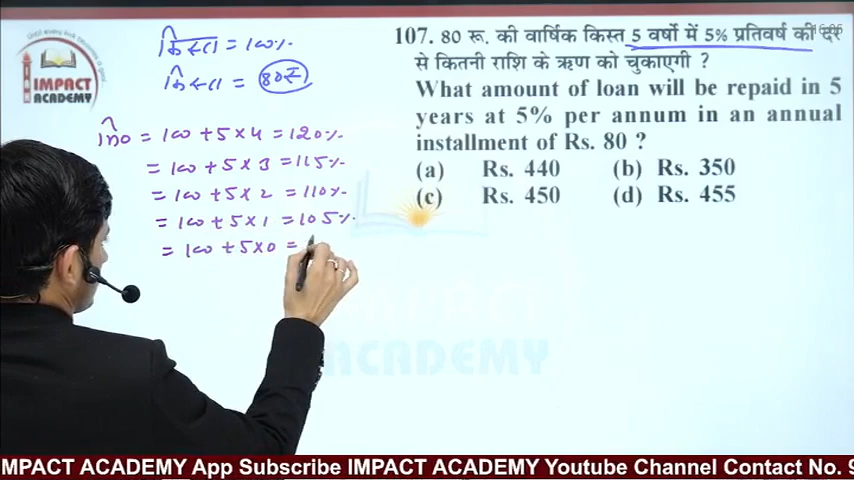 IMPACT
ACADEMY
किस्त = 100%
किस्त = 80₹
= 100 + 5 × 4 = 120%
= 100 + 5 × 3 = 115%
= 100 + 5 × 2 = 110%
= 100 + 5 × 1 = 105%
= 100 + 5 × 0 =
107. 80 रू. की वार्षिक किस्त 5 वर्षो में 5% प्रतिवर्ष की दर
से कितनी राशि के ऋण को चुकाएगी ?
What amount of loan will be repaid in 5
years at 5% per annum in an annual
installment of Rs. 80 ?
(a) Rs. 440 (b) Rs. 350
(c) Rs. 450 (d) Rs. 455
ACADEMY
MPACT ACADEMY App Subscribe IMPACT ACADEMY Youtube Channel Contact No. 9